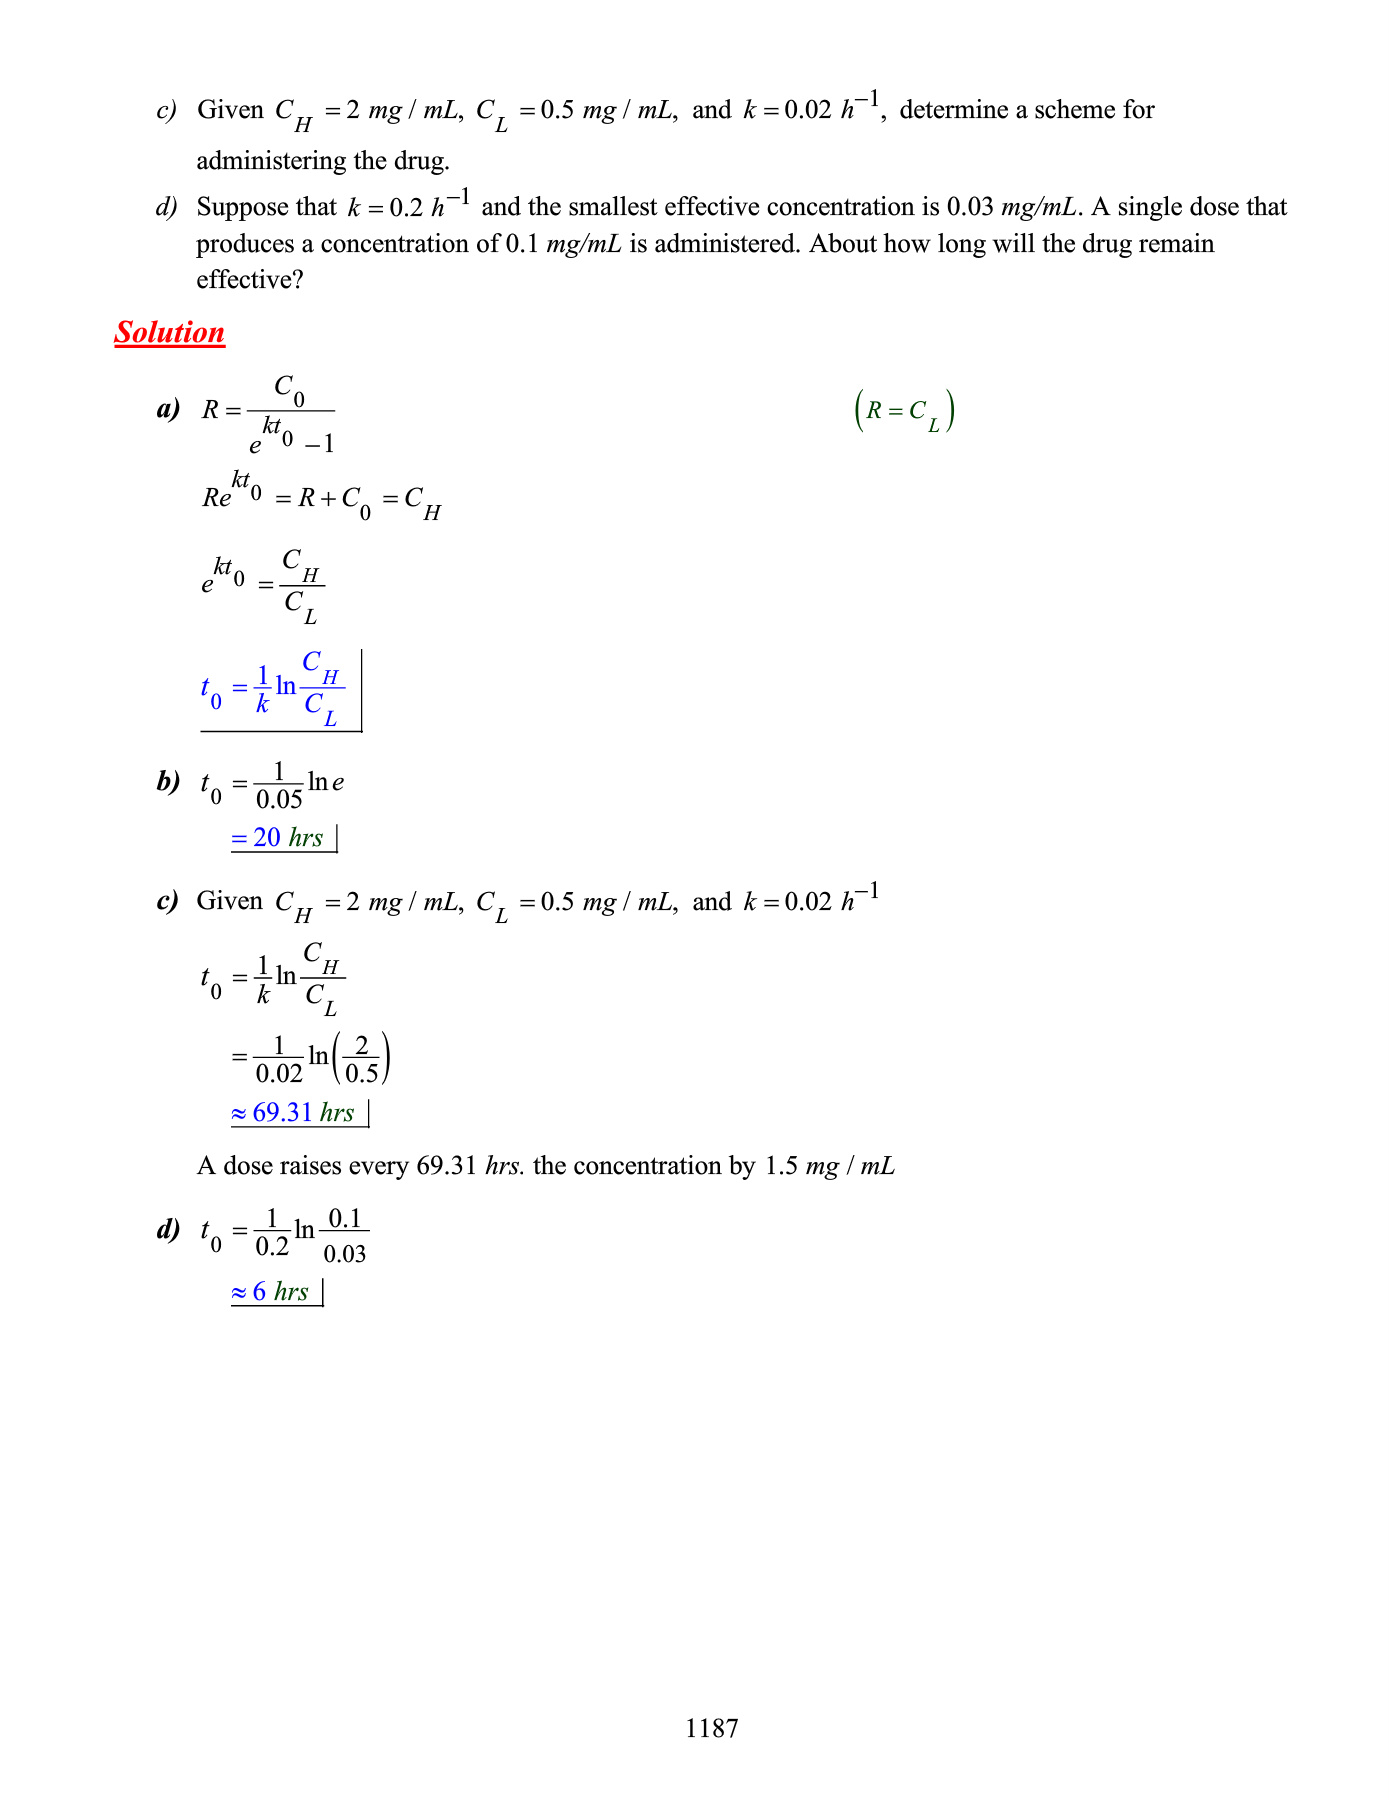 c) Given C_H = 2 mg / mL, C_L = 0.5 mg / mL, and k = 0.02 h^{-1}, determine a scheme for
administering the drug.
d) Suppose that k = 0.2 h^{-1} and the smallest effective concentration is 0.03 mg/mL. A single dose that
produces a concentration of 0.1 mg/mL is administered. About how long will the drug remain
effective?
Solution
a) R = \frac{C_0}{e^{kt_0} - 1} (R = C_L)
Re^{kt_0} = R + C_0 = C_H
e^{kt_0} = \frac{C_H}{C_L}
t_0 = \frac{1}{k} ln \frac{C_H}{C_L}
b) t_0 = \frac{1}{0.05} ln e
= 20 hrs
c) Given C_H = 2 mg / mL, C_L = 0.5 mg / mL, and k = 0.02 h^{-1}
t_0 = \frac{1}{k} ln \frac{C_H}{C_L}
= \frac{1}{0.02} ln(\frac{2}{0.5})
≈ 69.31 hrs
A dose raises every 69.31 hrs. the concentration by 1.5 mg / mL
d) t_0 = \frac{1}{0.2} ln \frac{0.1}{0.03}
≈ 6 hrs
1187